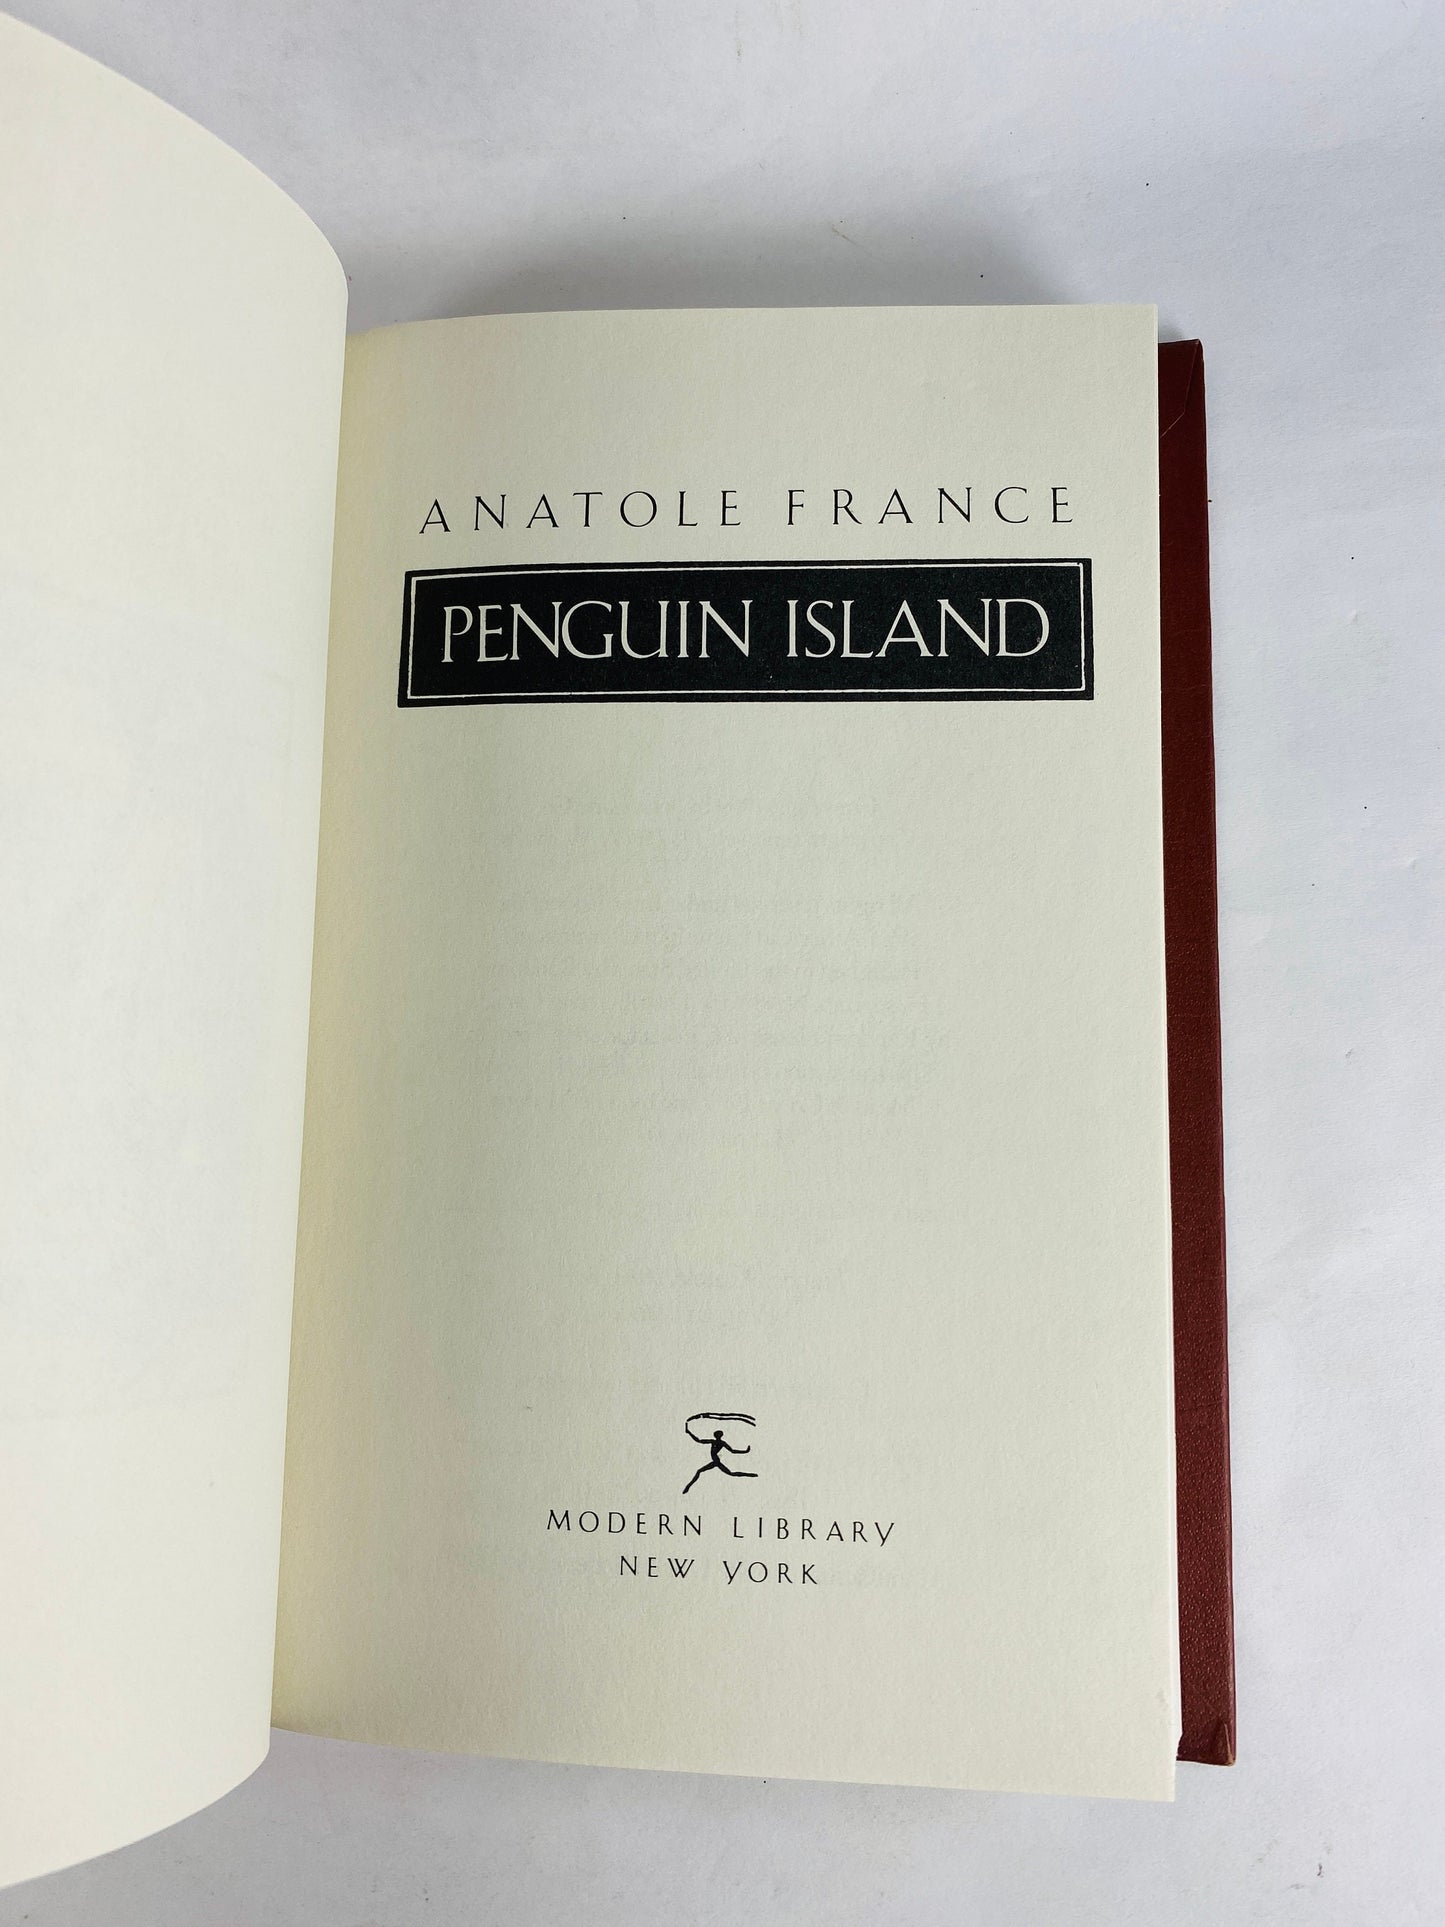 ANATOLE FRANCE
PENGUIN ISLAND
MODERN LIBRARY
NEW YORK